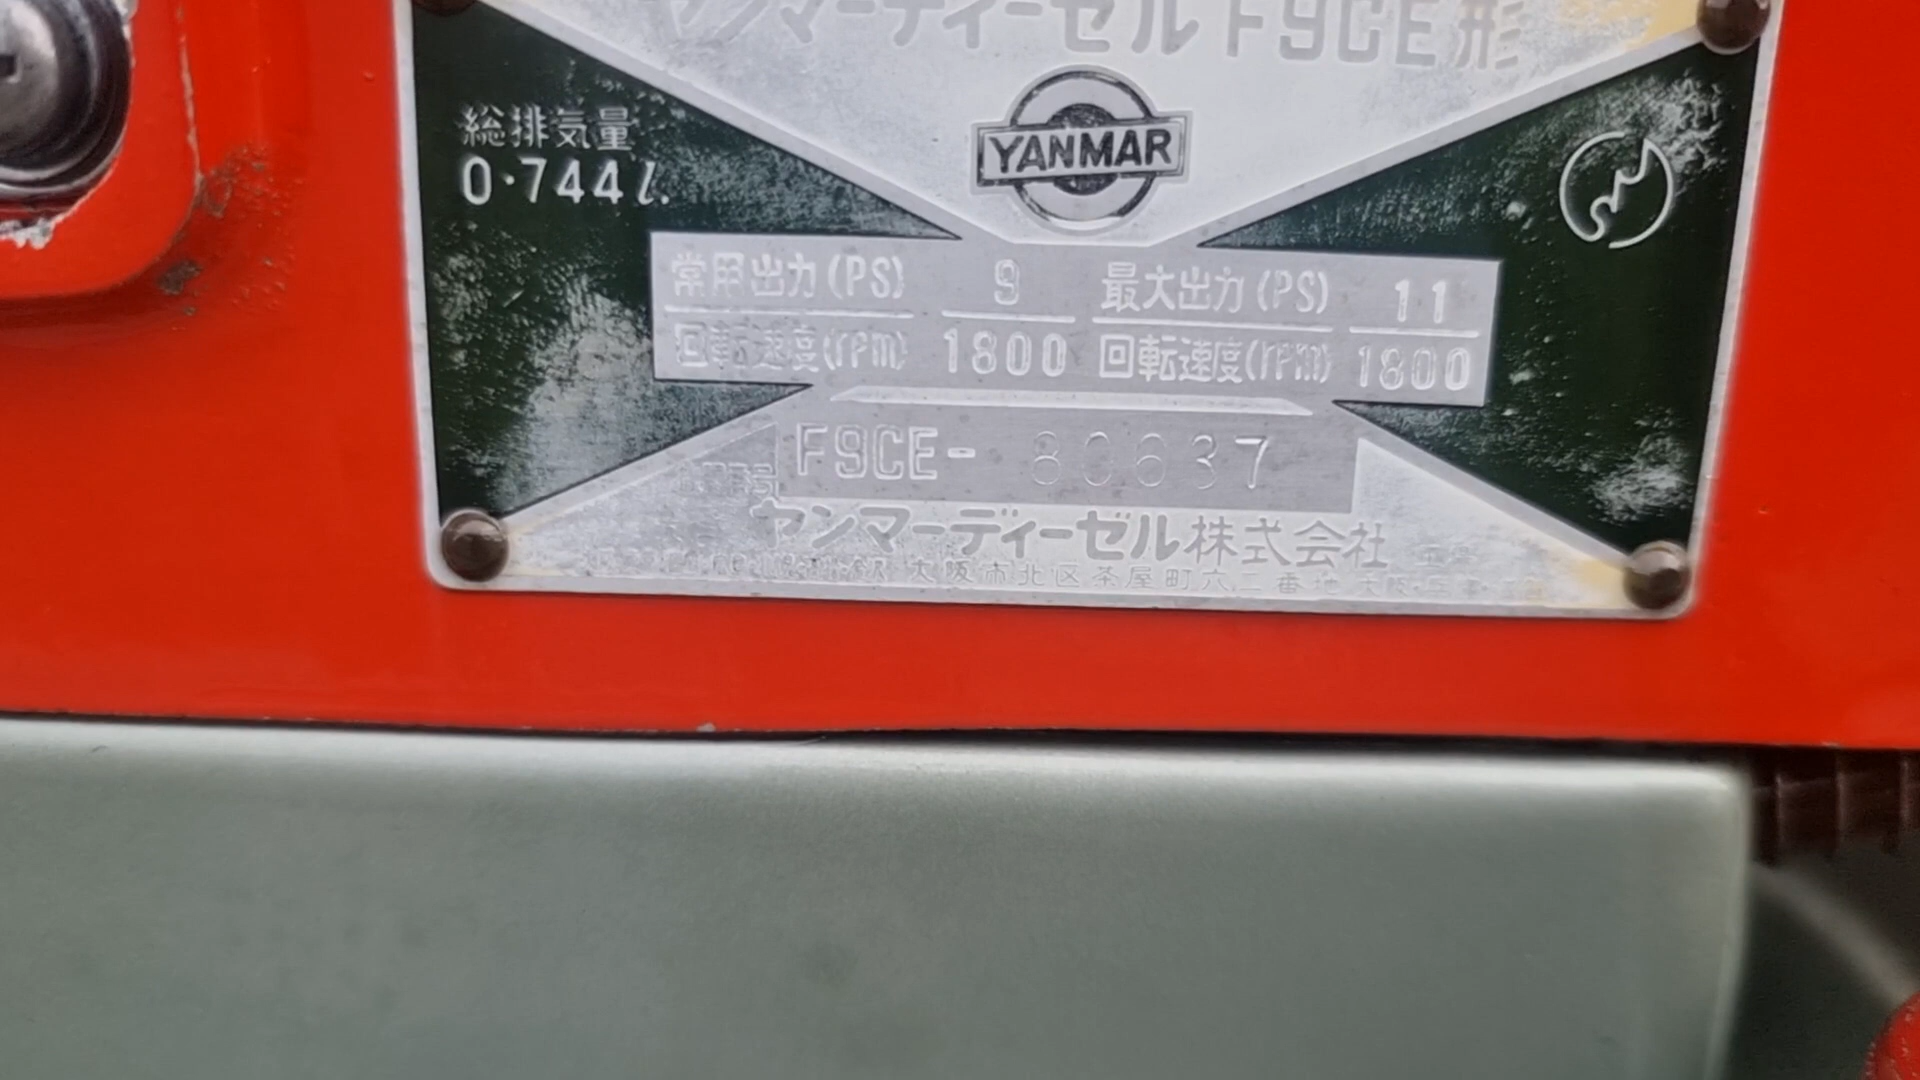 ヤンマーディーゼルF9CE形
総排気量
0.744l.
YANMAR
常用出力(PS) 9 最大出力(PS) 11
回転速度(rpm) 1800 回転速度(rpm) 1800
F9CE- 80637
ヤンマーディーゼル株式会社
大阪市北区茶屋町六二番地